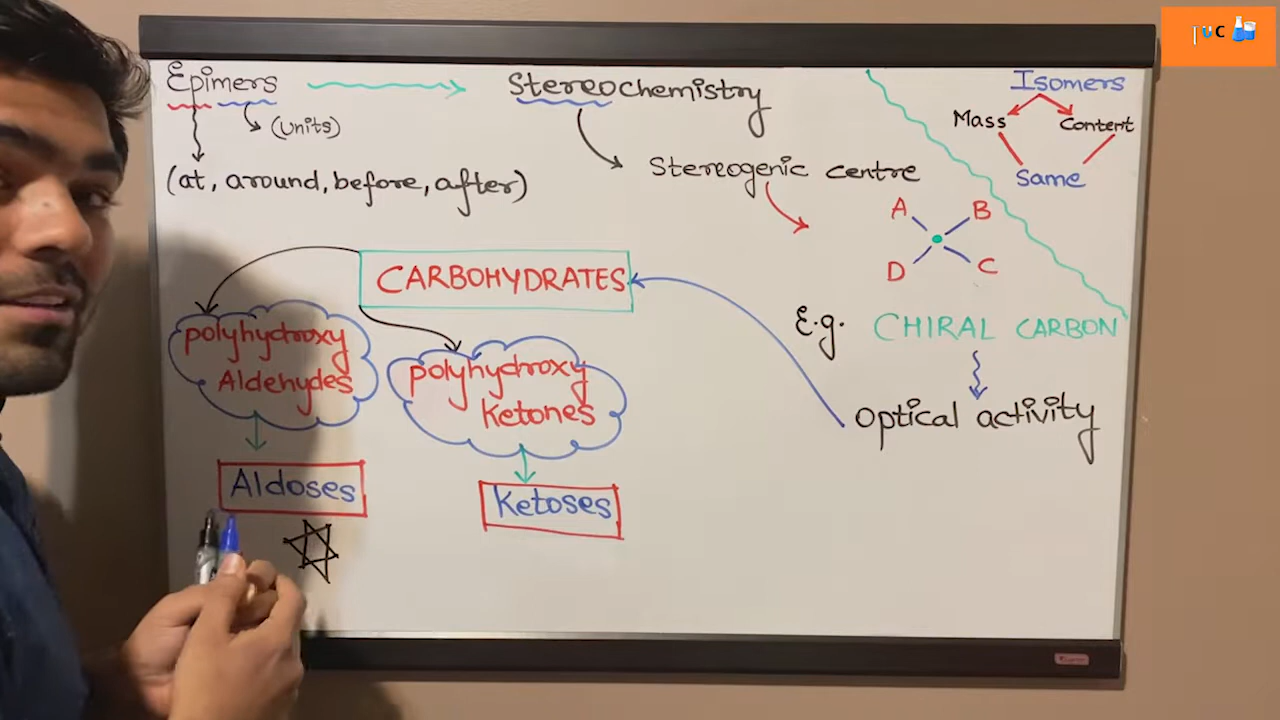 Epimers
(units)
(at, around, before, after)
Stereochemistry
Stereogenic centre
A B
D C
E.g. CHIRAL CARBON
Optical activity
Isomers
Mass Content
Same
CARBOHYDRATES
polyhydroxy
Aldehydes
Aldoses
polyhydroxy
Ketones
Ketoses